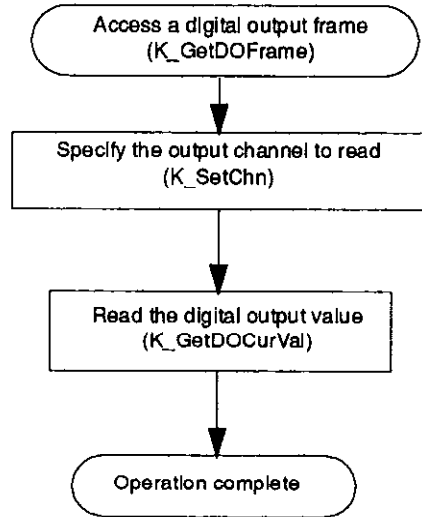 Access a digital output frame
(K_GetDOFrame)
Specify the output channel to read
(K_SetChn)
Read the digital output value
(K_GetDOCurVal)
Operation complete